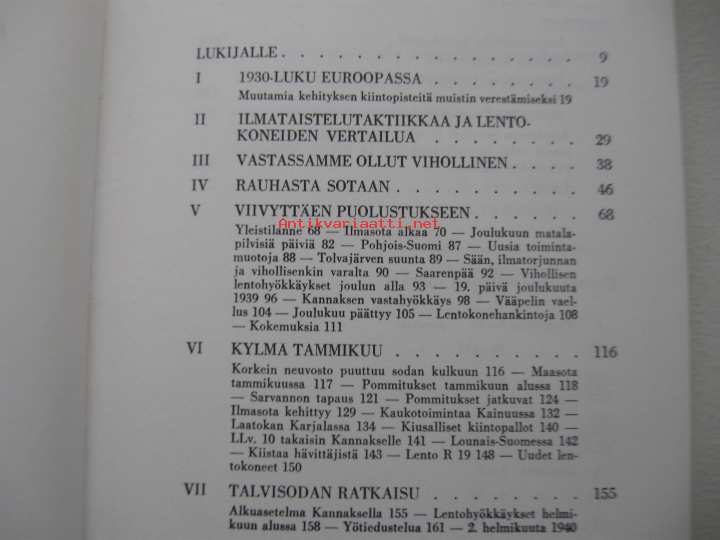 LUKIJALLE . . . . . . . . . . . . . 9
I 1930-LUKU EUROOPASSA . . . . . . . 19
Muutamia kehityksen kiintopisteitä muistin verestämiseksi 19
II ILMATAISTELUTAKTIIKKAA JA LENTO-
KONEIDEN VERTAILUA . . . . . . . 29
III VASTASSAMME OLLUT VIHOLLINEN . . . . 38
IV RAUHASTA SOTAAN . . . . . . . . . 46
V VIIVYTTÄEN PUOLUSTUKSEEN . . . . . 68
Antikvariaatti.net
Yleistilanne 68 — Ilmasota alkaa 70 — Joulukuun matala-
pilvisiä päiviä 82 — Pohjois-Suomi 87 — Uusia toiminta-
muotoja 88 — Tolvajärven suunta 89 — Sään, ilmatorjunnan
ja vihollisenkin varalta 90 — Saarenpää 92 — Vihollisen
lentohyökkäykset joulun alla 93 — 19. päivä joulukuuta
1939 96 — Kannaksen vastahyökkäys 98 — Vääpelin vael-
lus 104 — Joulukuu päättyy 105 — Lentokonehankintoja 108
— Kokemuksia 111
VI KYLMÄ TAMMIKUU . . . . . . . . . 116
Korkein neuvosto puuttuu sodan kulkuun 116 — Maasota
tammikuussa 117 — Pommitukset tammikuun alussa 118
— Sarvannon tapaus 121 — Pommitukset jatkuvat 124 —
Ilmasota kehittyy 129 — Kaukotoimintaa Kainuussa 132 —
Laatokan Karjalassa 134 — Kiusalliset kiintopallot 140 —
LLv. 10 takaisin Kannakselle 141 — Lounais-Suomessa 142
— Kiistaa hävittäjistä 143 — Lento R 19 148 — Uudet len-
tokoneet 150
VII TALVISODAN RATKAISU . . . . . . . 155
Alkuasetelma Kannaksella 155 — Lentohyökkäykset helmi-
kuun alussa 158 — Yötiedustelua 161 — 2. helmikuuta 1940